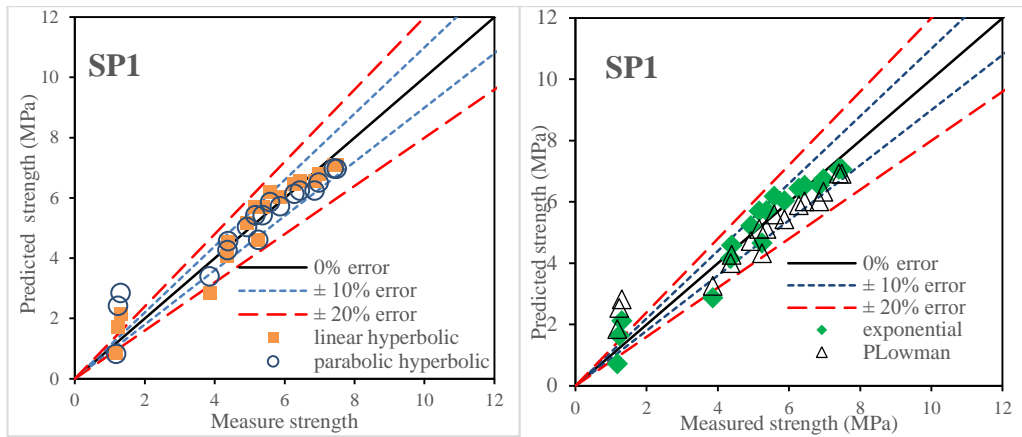 SP1
12
10
8
6
4
2
0
Predicted strength (MPa)
0% error
± 10% error
± 20% error
linear hyperbolic
parabolic hyperbolic
0 2 4 6 8 10 12
Measure strength
SP1
12
10
8
6
4
2
0
Predicted strength (MPa)
0% error
± 10% error
± 20% error
exponential
PLowman
0 2 4 6 8 10 12
Measured strength (MPa)